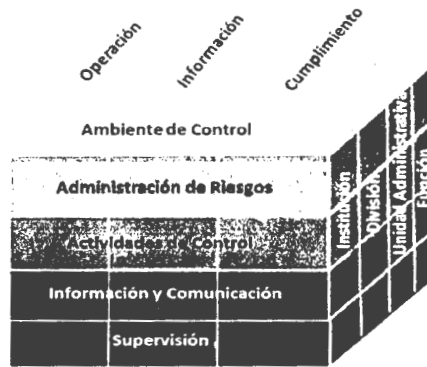 Operación
Información
Cumplimiento
Ambiente de Control
Administración de Riesgos
Actividades de Control
Información y Comunicación
Supervisión
Institución
División
Unidad Administrativa
Función